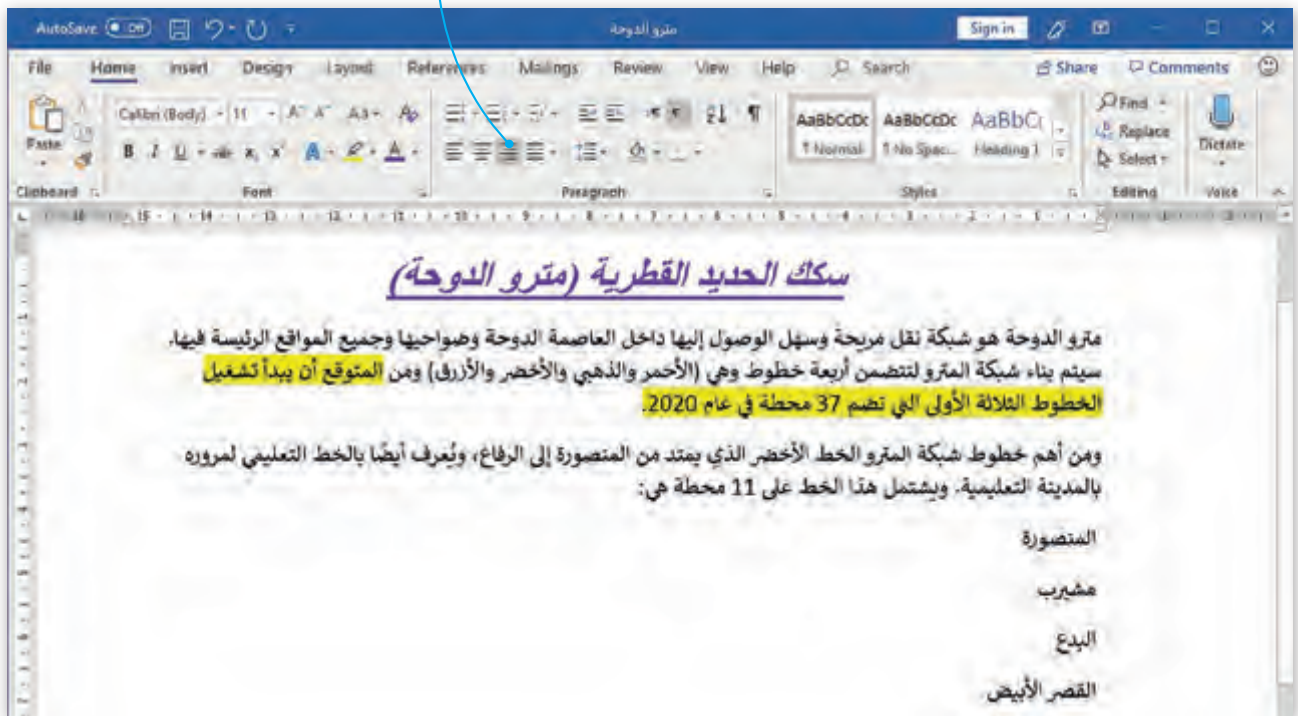 AutoSave Off مترو الدوحة Sign in
File Home Insert Design Layout References Mailings Review View Help Search Share Comments
Calibri (Body) 11 Aa
Paste
B I U ab x, x A A
AaBbCcDc AaBbCcDc AaBbCc
¶ Normal ¶ No Spac... Heading 1
Find
Replace
Select
Dictate
Clipboard Font Paragraph Styles Editing Voice
سكك الحديد القطرية (مترو الدوحة)
مترو الدوحة هو شبكة نقل مريحة وسهل الوصول إليها داخل العاصمة الدوحة وضواحيها وجميع المواقع الرئيسة فيها.
سيتم بناء شبكة المترو لتتضمن أربعة خطوط وهي (الأحمر والذهبي والأخضر والأزرق) ومن المتوقع أن يبدأ تشغيل
الخطوط الثلاثة الأولى التي تضم 37 محطة في عام 2020.
ومن أهم خطوط شبكة المترو الخط الأخضر الذي يمتد من المنصورة إلى الرفاع، ويُعرف أيضًا بالخط التعليمي لمروره
بالمدينة التعليمية. ويشتمل هذا الخط على 11 محطة هي:
المنصورة
مشيرب
البدع
القصر الأبيض